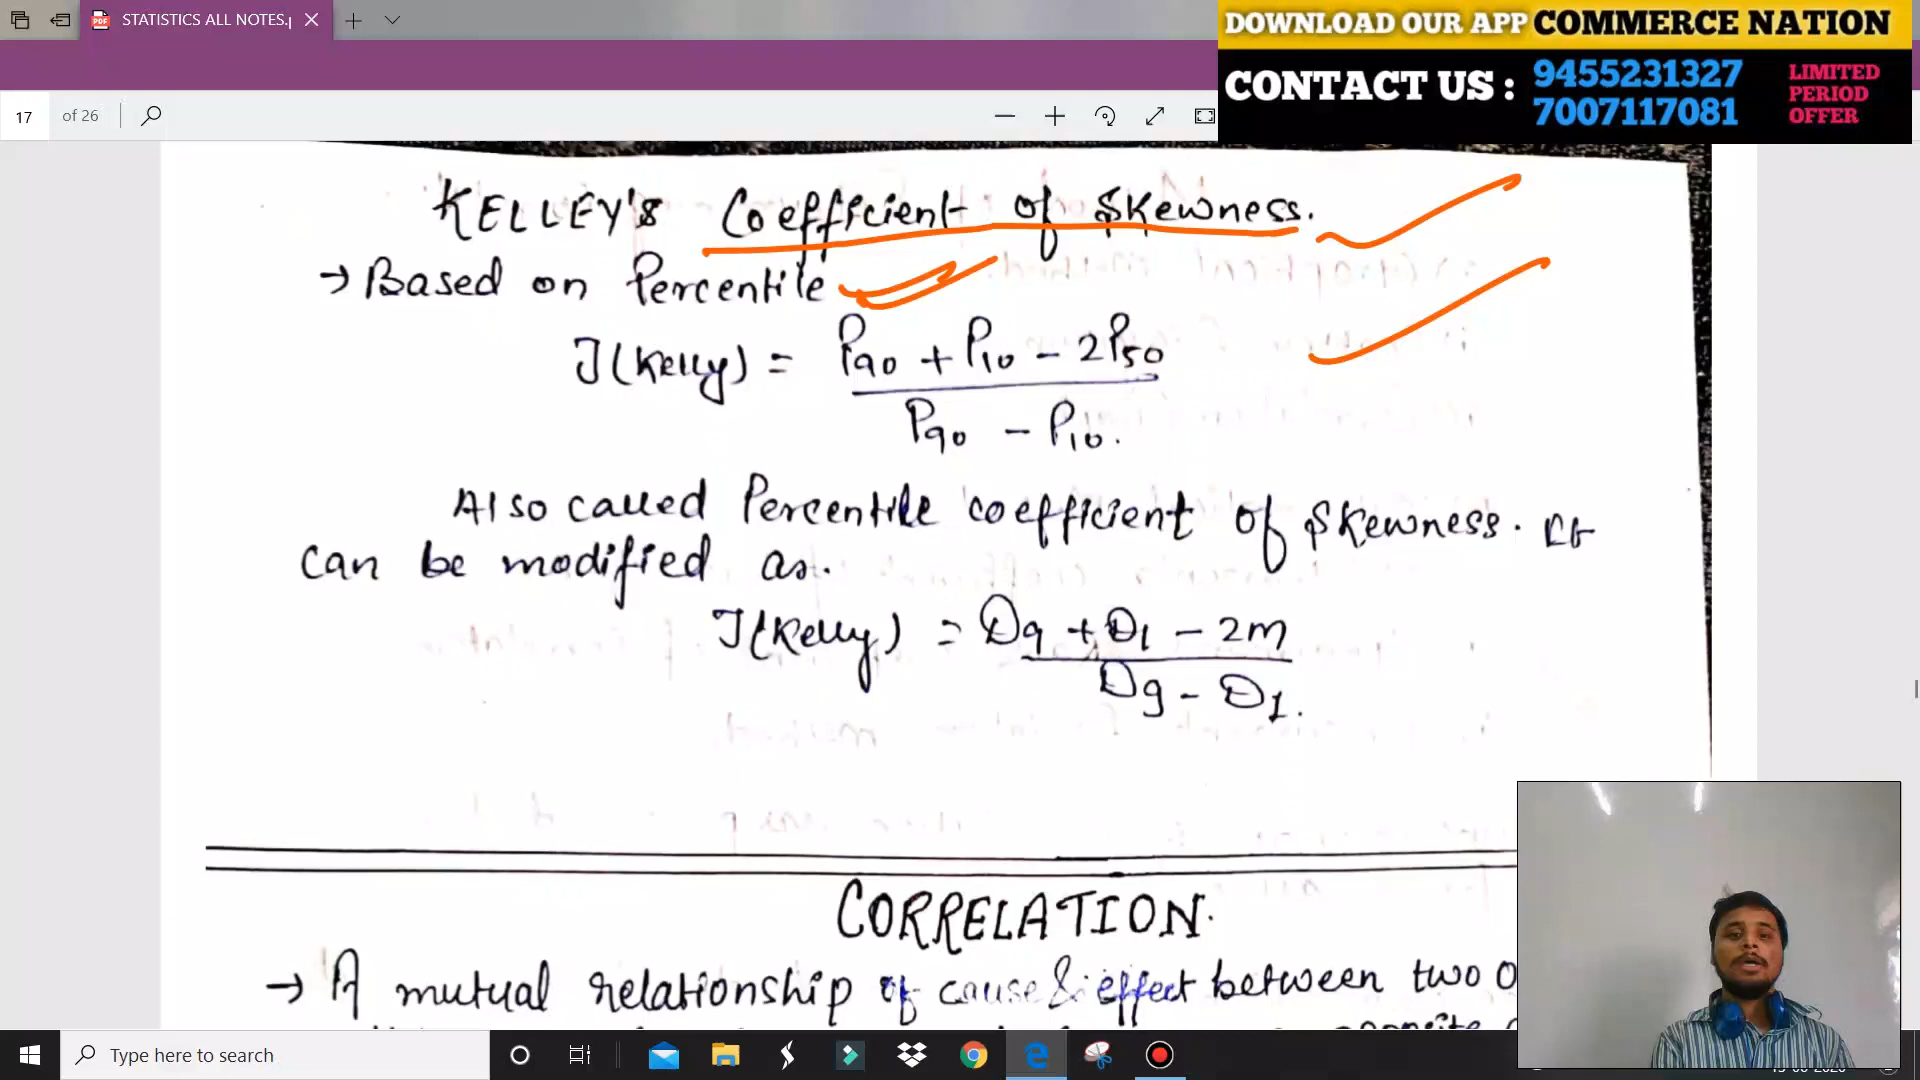 STATISTICS ALL NOTES.p
DOWNLOAD OUR APP COMMERCE NATION
CONTACT US : 9455231327
7007117081
LIMITED
PERIOD
OFFER
17 of 26
KELLEY'S Coefficient of Skewness.
→ Based on Percentile
J(Kelly) = P90 + P10 - 2P50
P90 - P10.
Also called Percentile coefficient of Skewness. It
can be modified as.
J(Kelly) = D9 + D1 - 2m
D9 - D1.
CORRELATION.
→ A mutual relationship of cause & effect between two o
Type here to search